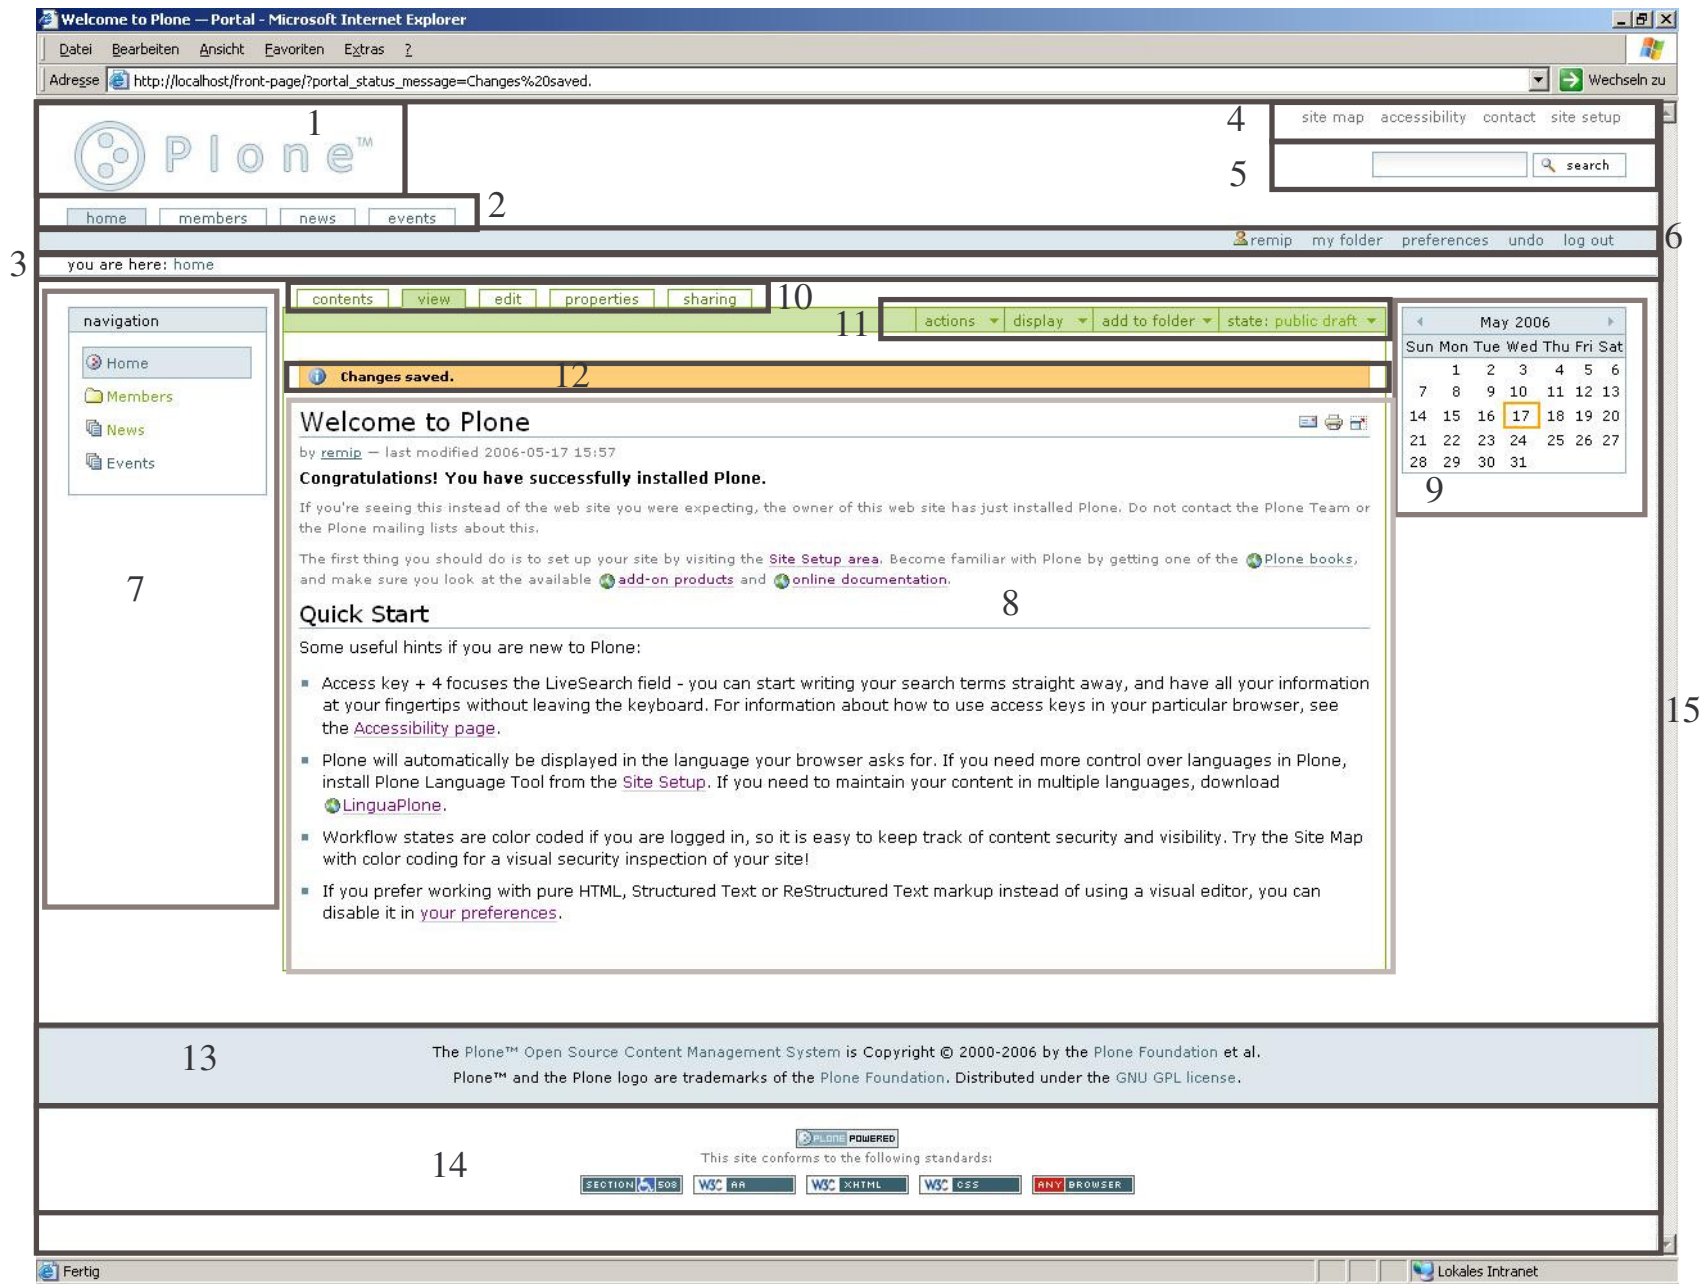 Welcome to Plone — Portal - Microsoft Internet Explorer
Datei Bearbeiten Ansicht Favoriten Extras ?
Adresse http://localhost/front-page/?portal_status_message=Changes%20saved. Wechseln zu
1
Plone™
4
site map accessibility contact site setup
5
search
2
home members news events
6
remip my folder preferences undo log out
3
you are here: home
10
contents view edit properties sharing
11
actions display add to folder state: public draft
navigation
Home
Members
News
Events
7
Changes saved.
12
Welcome to Plone
by remip — last modified 2006-05-17 15:57
Congratulations! You have successfully installed Plone.
If you're seeing this instead of the web site you were expecting, the owner of this web site has just installed Plone. Do not contact the Plone Team or
the Plone mailing lists about this.
The first thing you should do is to set up your site by visiting the Site Setup area. Become familiar with Plone by getting one of the Plone books,
and make sure you look at the available add-on products and online documentation.
8
Quick Start
Some useful hints if you are new to Plone:
Access key + 4 focuses the LiveSearch field - you can start writing your search terms straight away, and have all your information
at your fingertips without leaving the keyboard. For information about how to use access keys in your particular browser, see
the Accessibility page.
Plone will automatically be displayed in the language your browser asks for. If you need more control over languages in Plone,
install Plone Language Tool from the Site Setup. If you need to maintain your content in multiple languages, download
LinguaPlone.
Workflow states are color coded if you are logged in, so it is easy to keep track of content security and visibility. Try the Site Map
with color coding for a visual security inspection of your site!
If you prefer working with pure HTML, Structured Text or ReStructured Text markup instead of using a visual editor, you can
disable it in your preferences.
May 2006
Sun Mon Tue Wed Thu Fri Sat
1 2 3 4 5 6
7 8 9 10 11 12 13
14 15 16 17 18 19 20
21 22 23 24 25 26 27
28 29 30 31
9
15
13
The Plone™ Open Source Content Management System is Copyright © 2000-2006 by the Plone Foundation et al.
Plone™ and the Plone logo are trademarks of the Plone Foundation. Distributed under the GNU GPL license.
14
PLONE POWERED
This site conforms to the following standards:
SECTION 508 W3C AA W3C XHTML W3C CSS ANY BROWSER
Fertig Lokales Intranet